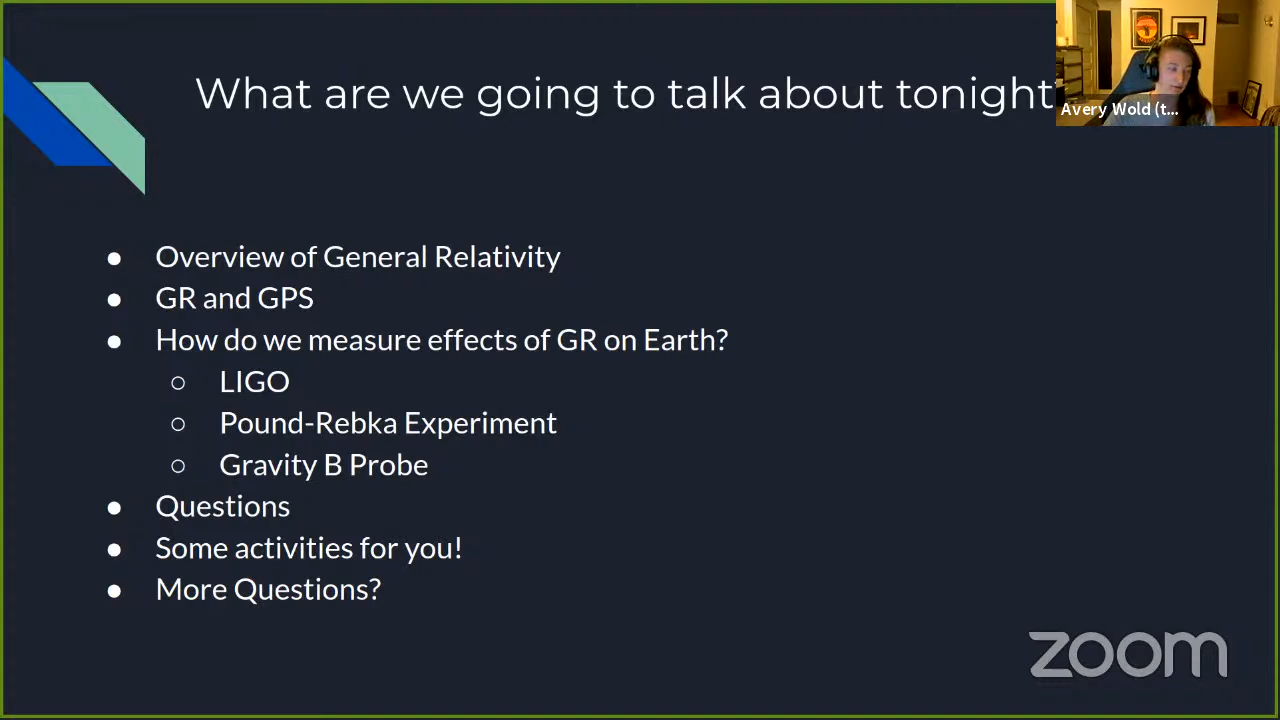 What are we going to talk about tonight
Avery Wold (t...
● Overview of General Relativity
● GR and GPS
● How do we measure effects of GR on Earth?
○ LIGO
○ Pound-Rebka Experiment
○ Gravity B Probe
● Questions
● Some activities for you!
● More Questions?
zoom